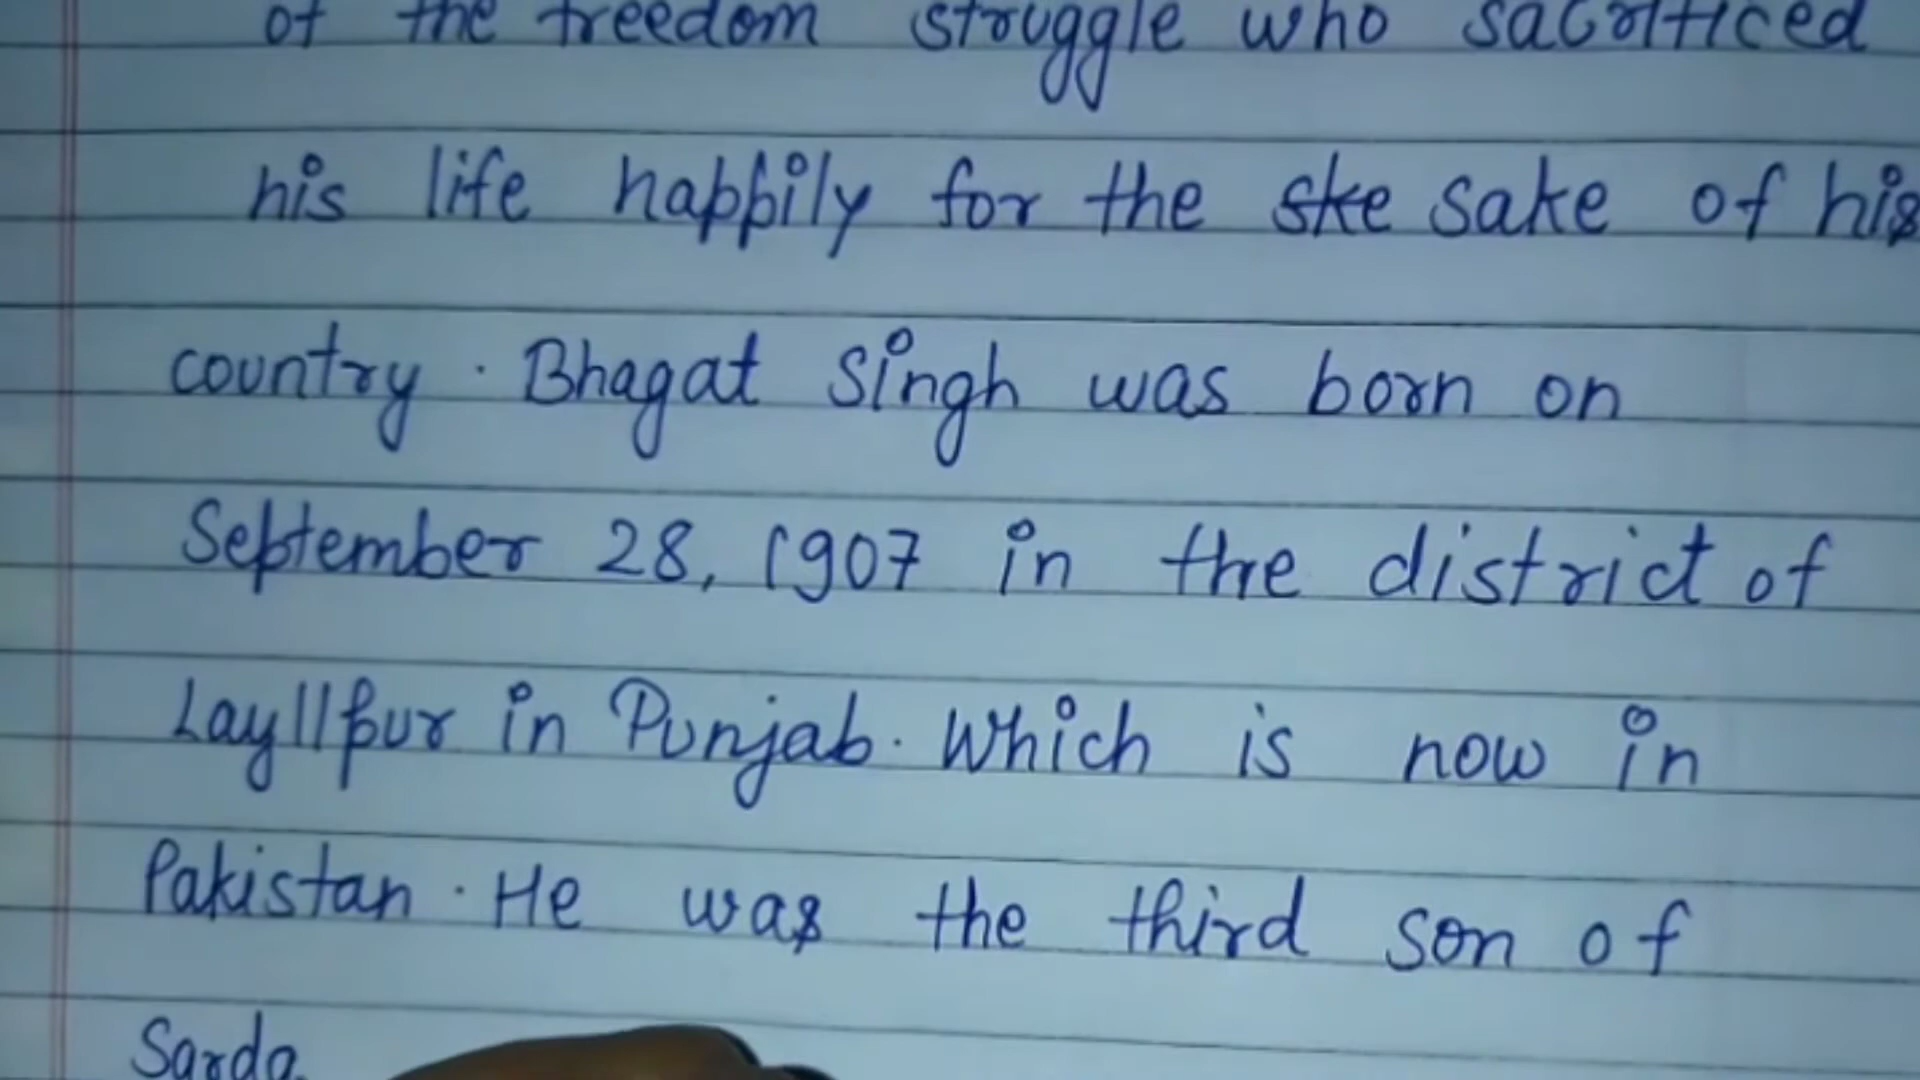 of the freedom struggle who sacrificed
his life happily for the ske sake of his
country. Bhagat Singh was born on
September 28, 1907 in the district of
Layllpur in Punjab. Which is now in
Pakistan. He was the third son of
Sarda